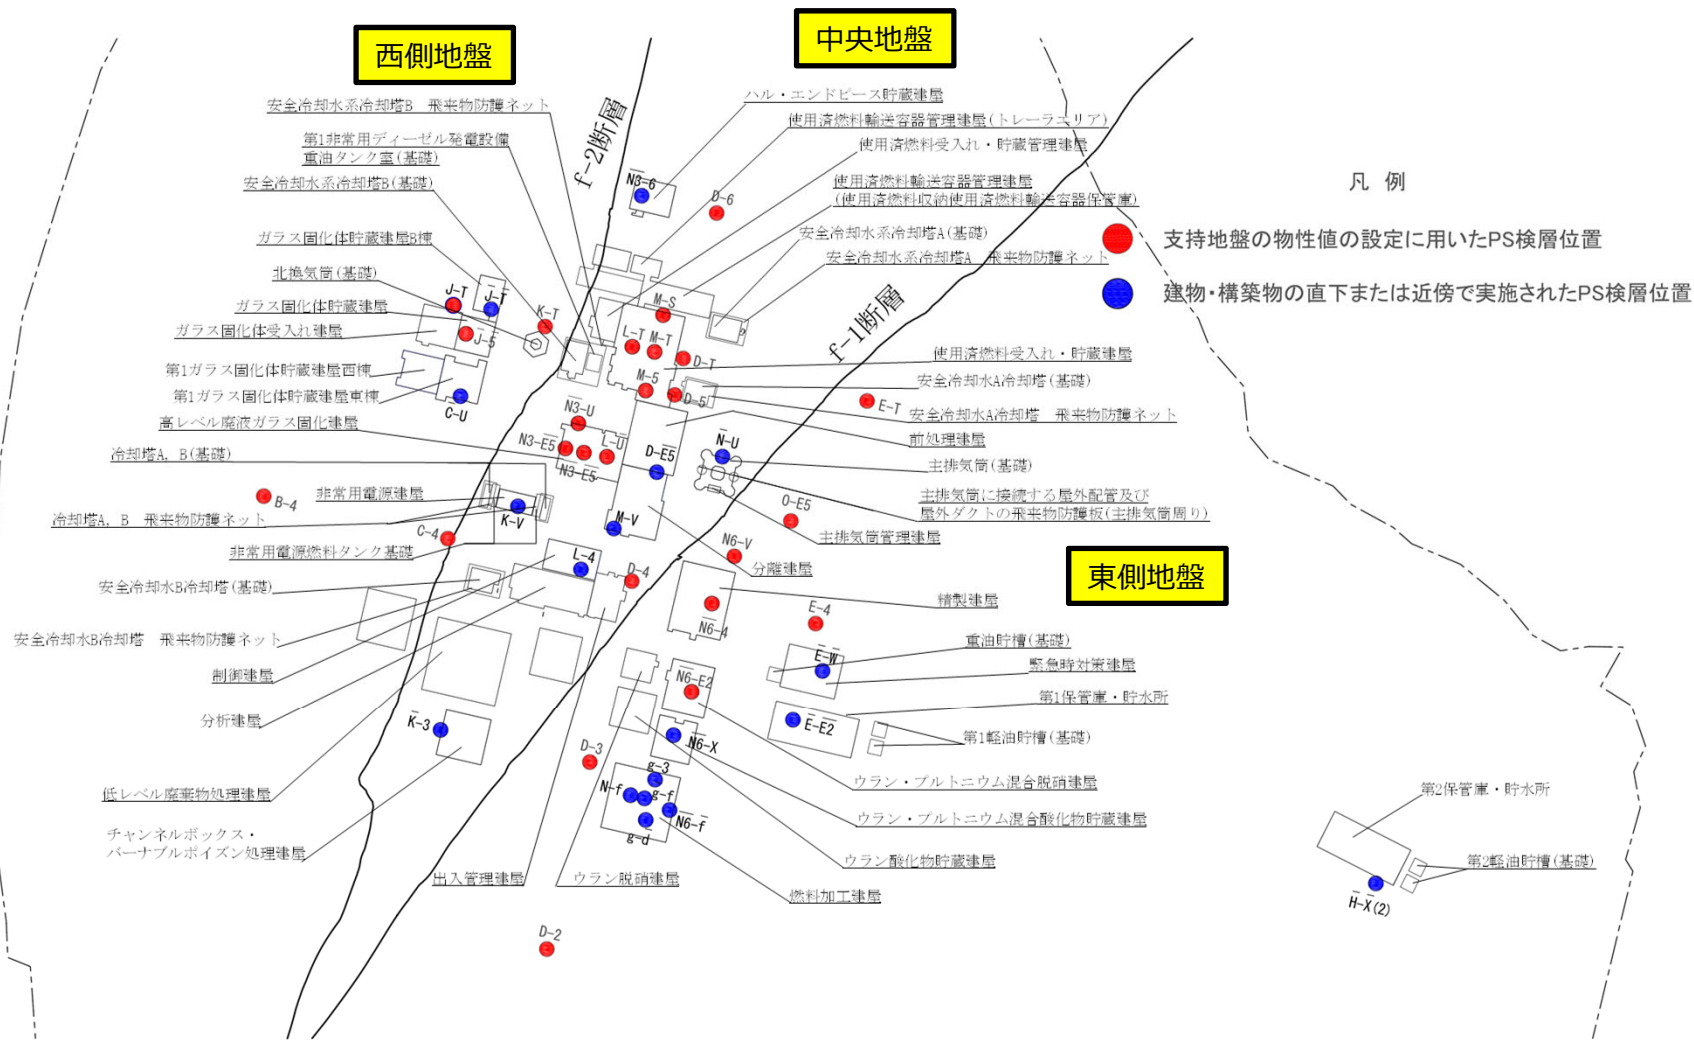 西側地盤
中央地盤
東側地盤
f-2断層
f-1断層
凡 例
支持地盤の物性値の設定に用いたPS検層位置
建物・構築物の直下または近傍で実施されたPS検層位置
安全冷却水系冷却塔B 飛来物防護ネット
第1非常用ディーゼル発電設備
重油タンク室(基礎)
安全冷却水系冷却塔B(基礎)
ガラス固化体貯蔵建屋B棟
北換気筒(基礎)
ガラス固化体貯蔵建屋
ガラス固化体受入れ建屋
第1ガラス固化体貯蔵建屋西棟
第1ガラス固化体貯蔵建屋東棟
高レベル廃液ガラス固化建屋
冷却塔A, B(基礎)
非常用電源建屋
冷却塔A, B 飛来物防護ネット
非常用電源燃料タンク基礎
安全冷却水B冷却塔(基礎)
安全冷却水B冷却塔 飛来物防護ネット
制御建屋
分析建屋
低レベル廃棄物処理建屋
チャンネルボックス・
バーナブルポイズン処理建屋
出入管理建屋
ウラン脱硝建屋
ハル・エンドピース貯蔵建屋
使用済燃料輸送容器管理建屋(トレーラエリア)
使用済燃料受入れ・貯蔵管理建屋
使用済燃料輸送容器管理建屋
(使用済燃料収納使用済燃料輸送容器保管庫)
安全冷却水系冷却塔A(基礎)
安全冷却水系冷却塔A 飛来物防護ネット
使用済燃料受入れ・貯蔵建屋
安全冷却水A冷却塔(基礎)
安全冷却水A冷却塔 飛来物防護ネット
前処理建屋
主排気筒(基礎)
主排気筒に接続する屋外配管及び
屋外ダクトの飛来物防護板(主排気筒周り)
主排気筒管理建屋
分離建屋
精製建屋
重油貯槽(基礎)
緊急時対策建屋
第1保管庫・貯水所
第1軽油貯槽(基礎)
ウラン・プルトニウム混合脱硝建屋
ウラン・プルトニウム混合酸化物貯蔵建屋
ウラン酸化物貯蔵建屋
燃料加工建屋
第2保管庫・貯水所
第2軽油貯槽(基礎)
N3-6
D-6
J-T
J-T
J-5
K-T
C-U
M-S
L-T
M-T
D-T
M-5
D-5
E-T
N3-U
N3-E5
N3-E5
L-U
D-E5
N-U
B-4
C-4
K-V
M-V
O-E5
N6-V
L-4
D-4
N6-4
E-4
E-W
N6-E2
E-E2
K-3
N6-X
D-3
g-3
N-f
g-f
N6-f
g-d
D-2
H-X(2)